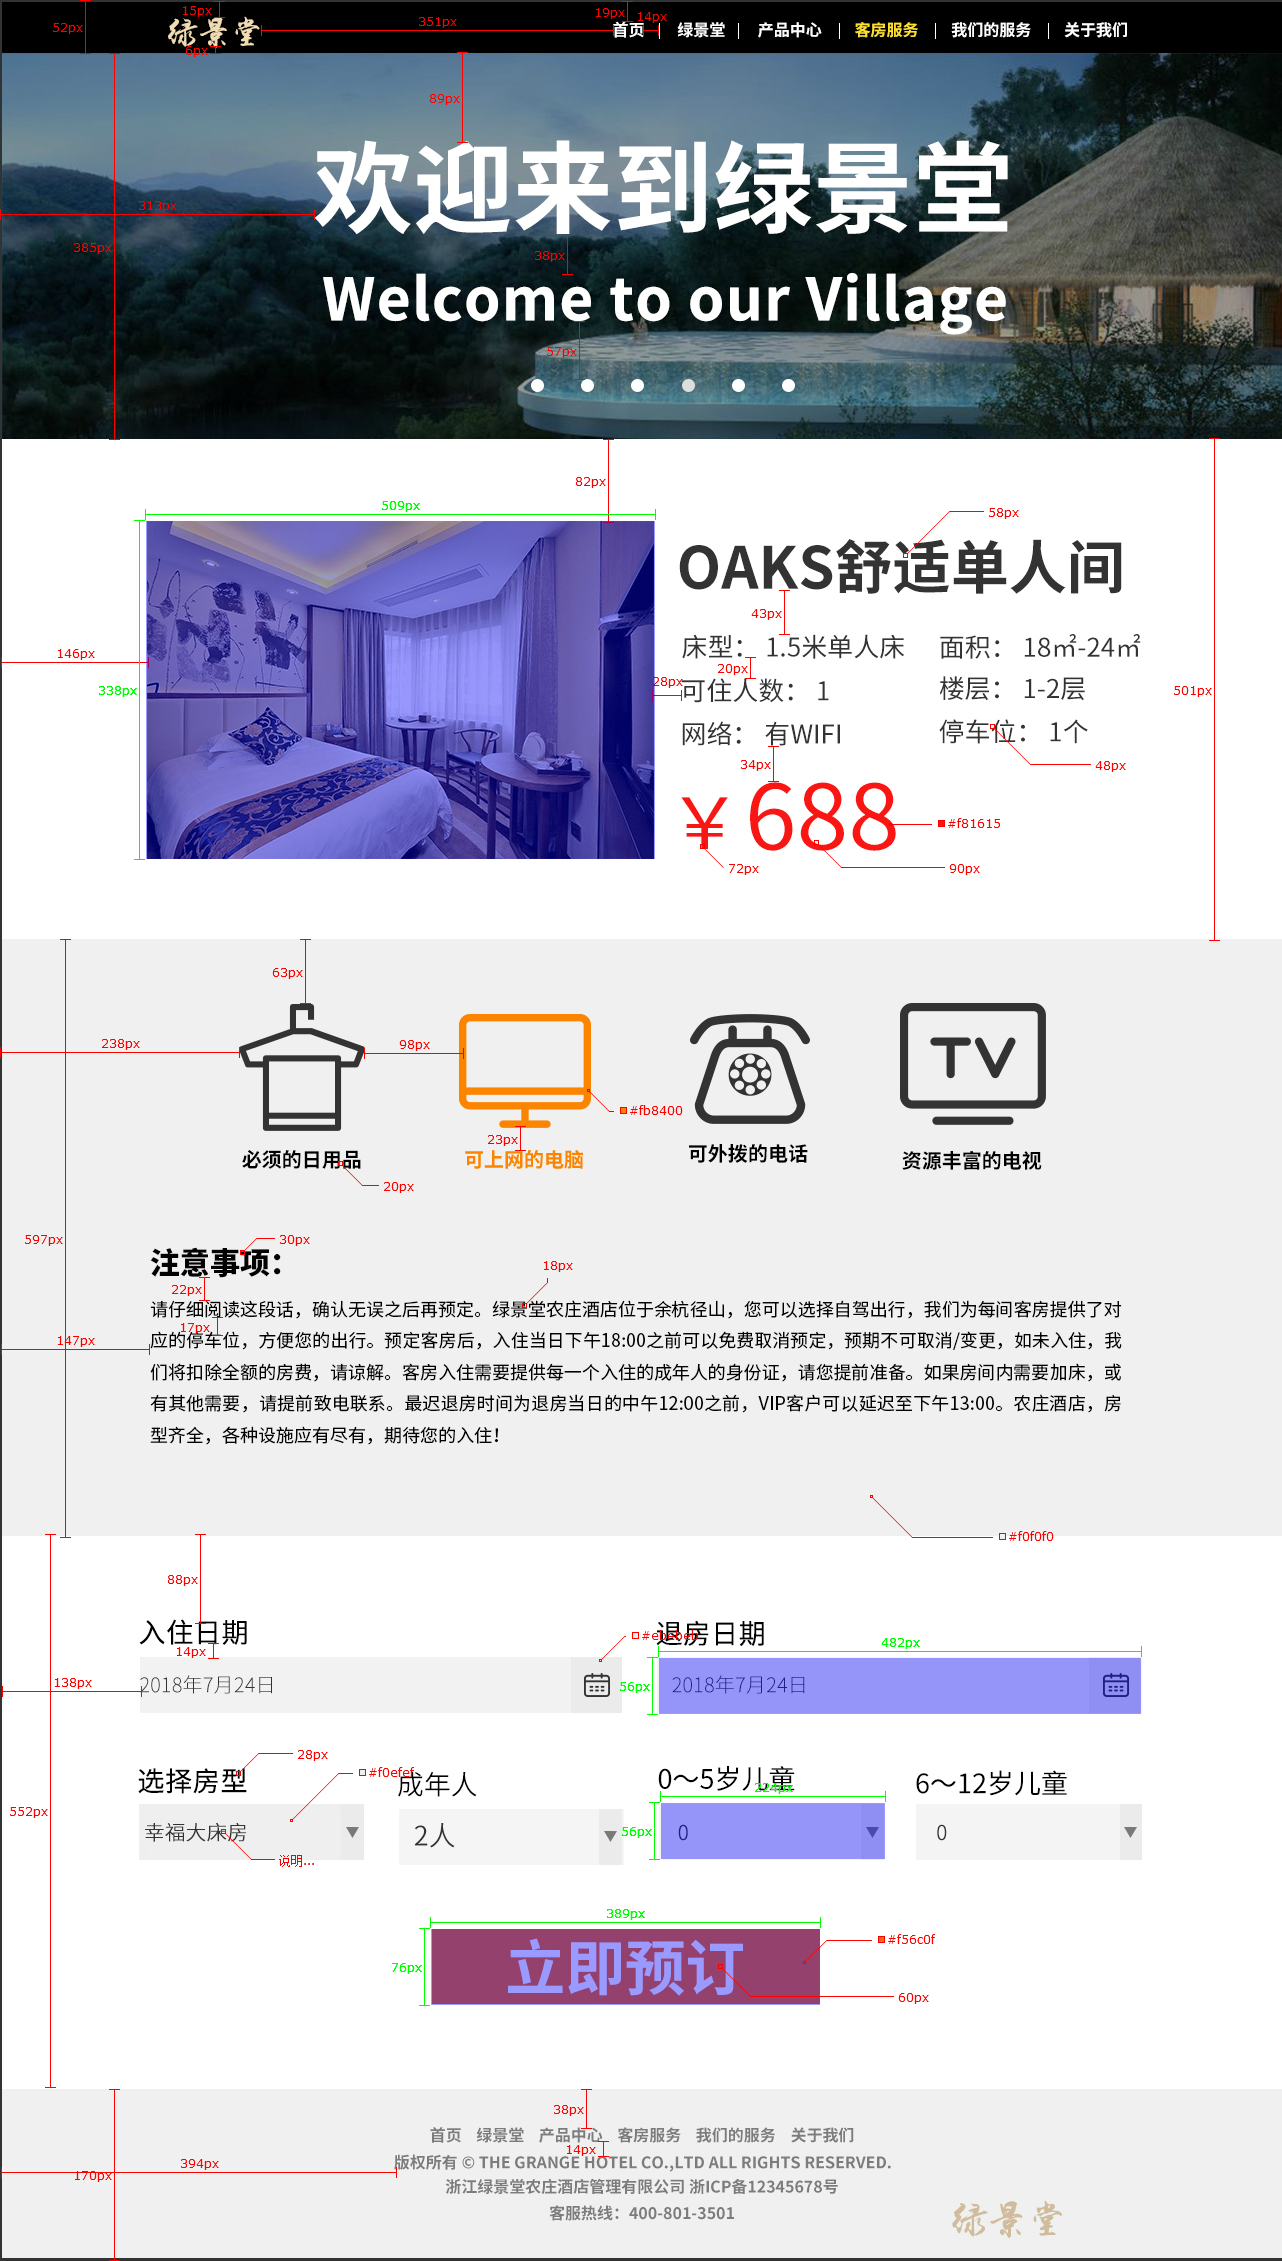 绿景堂
首页 | 绿景堂 | 产品中心 | 客房服务 | 我们的服务 | 关于我们
52px
15px
6px
351px
19px
14px
89px
欢迎来到绿景堂
313px
385px
38px
Welcome to our Village
57px
82px
509px
58px
OAKS舒适单人间
43px
床型： 1.5米单人床 面积： 18㎡-24㎡
146px
20px
28px
338px
501px
可住人数： 1 楼层： 1-2层
网络： 有WIFI 停车位： 1个
34px
48px
￥688
#f81615
72px
90px
63px
238px
98px
TV
#fb8400
23px
必须的日用品 可上网的电脑 可外拨的电话 资源丰富的电视
20px
597px
30px
注意事项：
18px
22px
请仔细阅读这段话，确认无误之后再预定。绿景堂农庄酒店位于余杭径山，您可以选择自驾出行，我们为每间客房提供了对
17px
147px
应的停车位，方便您的出行。预定客房后，入住当日下午18:00之前可以免费取消预定，预期不可取消/变更，如未入住，我
们将扣除全额的房费，请谅解。客房入住需要提供每一个入住的成年人的身份证，请您提前准备。如果房间内需要加床，或
有其他需要，请提前致电联系。最迟退房时间为退房当日的中午12:00之前，VIP客户可以延迟至下午13:00。农庄酒店，房
型齐全，各种设施应有尽有，期待您的入住！
#f0f0f0
88px
入住日期 退房日期
14px
482px
138px
2018年7月24日
56px
2018年7月24日
28px
#f0efef
选择房型 成年人 0～5岁儿童 6～12岁儿童
224px
552px
幸福大床房 2人
56px
0 0
说明...
389px
76px
立即预订
#f56c0f
60px
38px
首页 绿景堂 产品中心 客房服务 我们的服务 关于我们
14px
394px
170px
版权所有 © THE GRANGE HOTEL CO.,LTD ALL RIGHTS RESERVED.
浙江绿景堂农庄酒店管理有限公司 浙ICP备12345678号
客服热线：400-801-3501
绿景堂